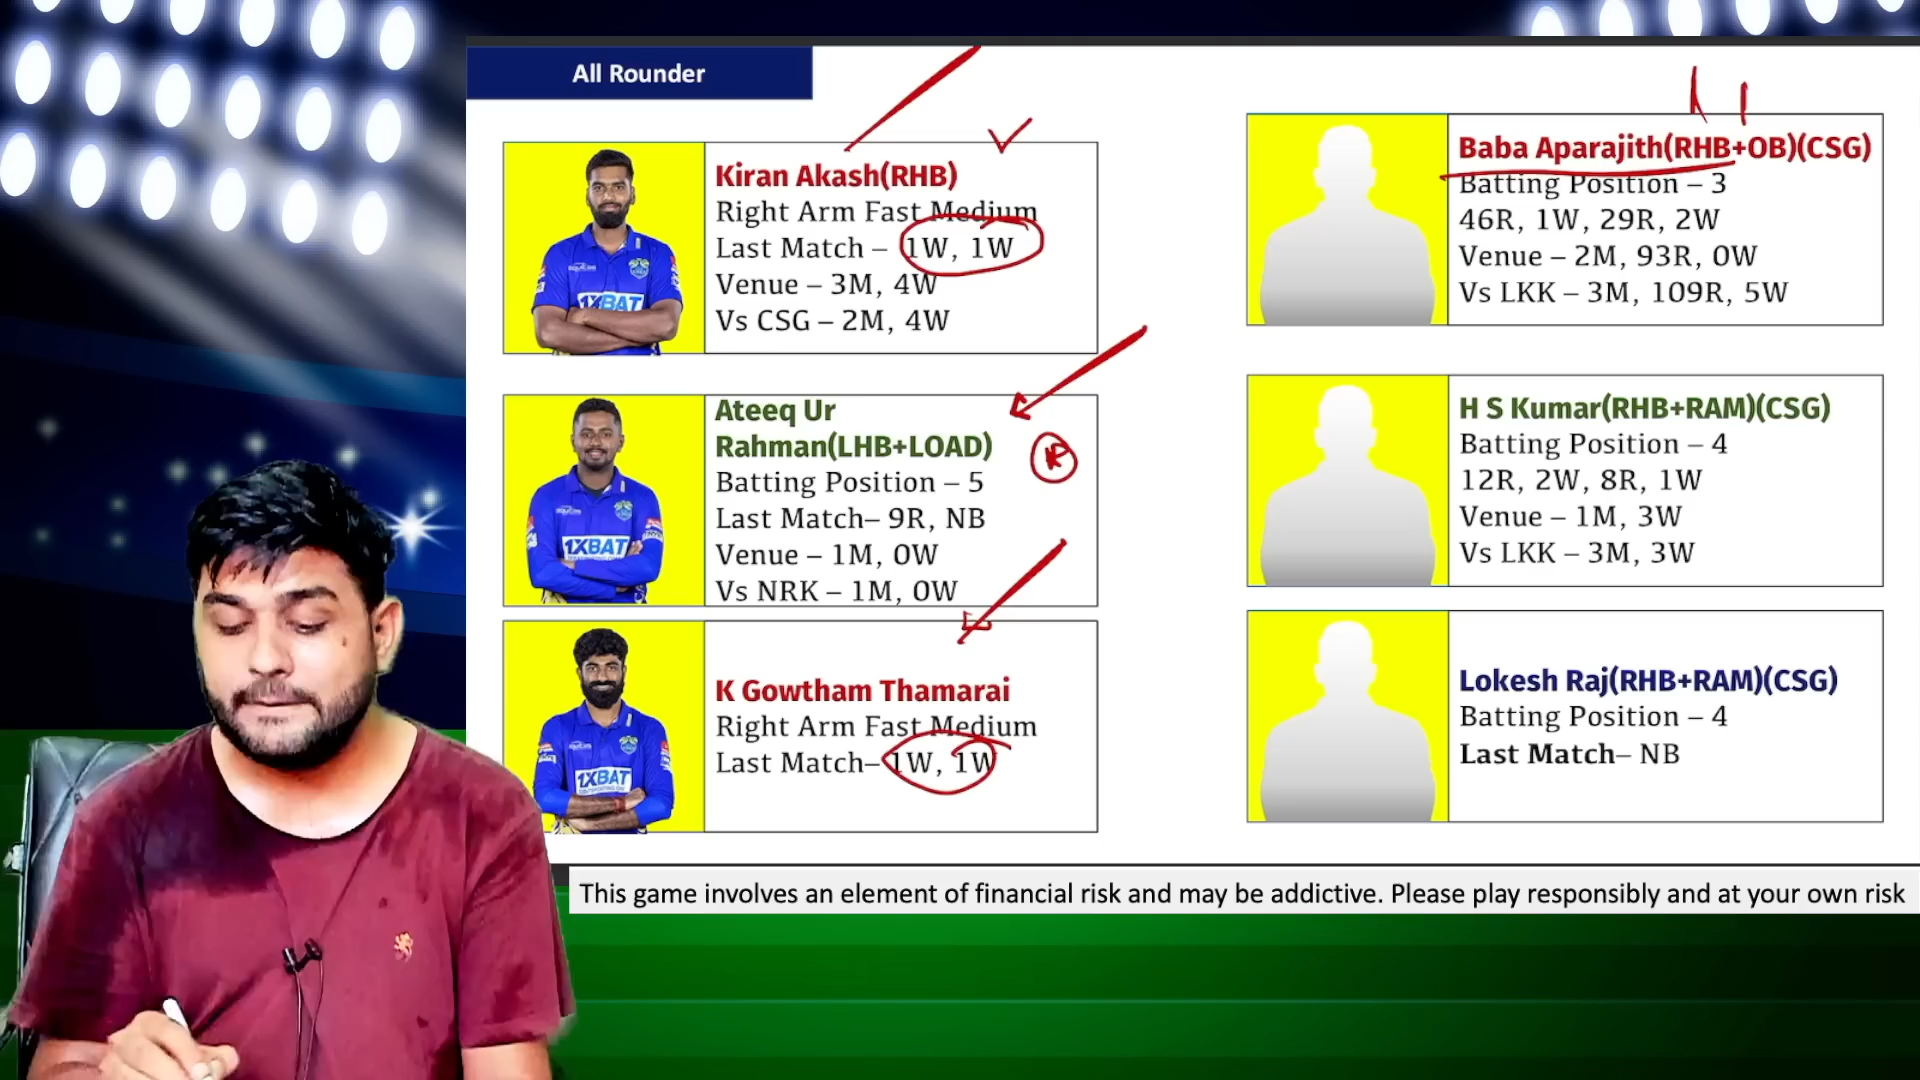 All Rounder
Kiran Akash(RHB)
Right Arm Fast Medium
Last Match – 1W, 1W
Venue – 3M, 4W
Vs CSG – 2M, 4W
Ateeq Ur
Rahman(LHB+LOAD)
Batting Position – 5
Last Match– 9R, NB
Venue – 1M, 0W
Vs NRK – 1M, 0W
K Gowtham Thamarai
Right Arm Fast Medium
Last Match– 1W, 1W
Baba Aparajith(RHB+OB)(CSG)
Batting Position – 3
46R, 1W, 29R, 2W
Venue – 2M, 93R, 0W
Vs LKK – 3M, 109R, 5W
H S Kumar(RHB+RAM)(CSG)
Batting Position – 4
12R, 2W, 8R, 1W
Venue – 1M, 3W
Vs LKK – 3M, 3W
Lokesh Raj(RHB+RAM)(CSG)
Batting Position – 4
Last Match– NB
1XBAT
1XBAT
1XBAT
This game involves an element of financial risk and may be addictive. Please play responsibly and at your own risk